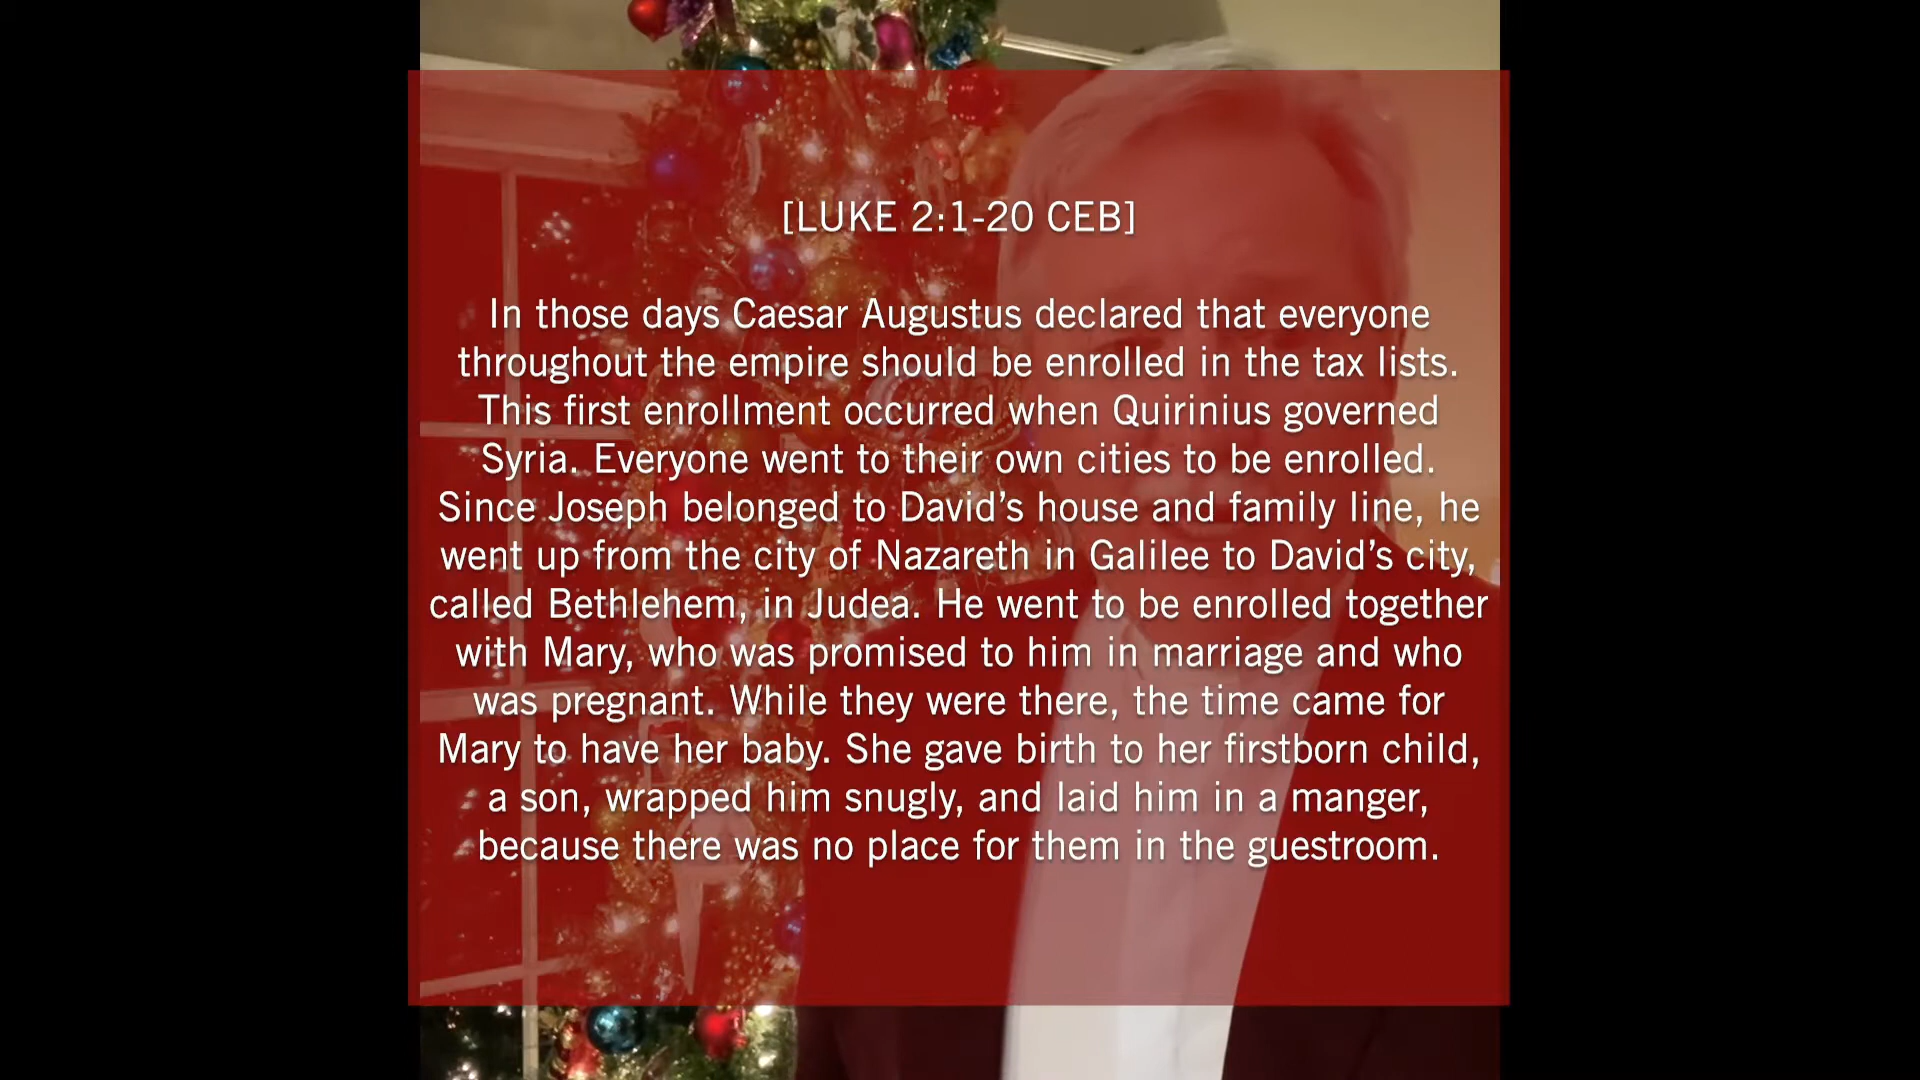 [LUKE 2:1-20 CEB]
In those days Caesar Augustus declared that everyone
throughout the empire should be enrolled in the tax lists.
This first enrollment occurred when Quirinius governed
Syria. Everyone went to their own cities to be enrolled.
Since Joseph belonged to David’s house and family line, he
went up from the city of Nazareth in Galilee to David’s city,
called Bethlehem, in Judea. He went to be enrolled together
with Mary, who was promised to him in marriage and who
was pregnant. While they were there, the time came for
Mary to have her baby. She gave birth to her firstborn child,
a son, wrapped him snugly, and laid him in a manger,
because there was no place for them in the guestroom.